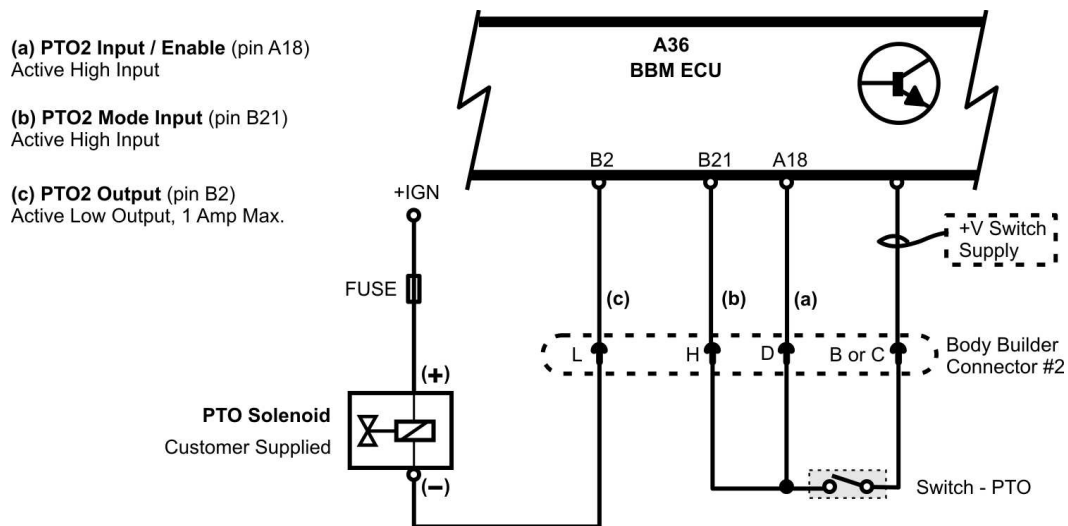 (a) PTO2 Input / Enable (pin A18)
Active High Input
(b) PTO2 Mode Input (pin B21)
Active High Input
(c) PTO2 Output (pin B2)
Active Low Output, 1 Amp Max.
A36
BBM ECU
B2
B21
A18
+IGN
+V Switch
Supply
FUSE
(c)
(b)
(a)
L
H
D
B or C
Body Builder
Connector #2
(+)
PTO Solenoid
Customer Supplied
(−)
Switch - PTO